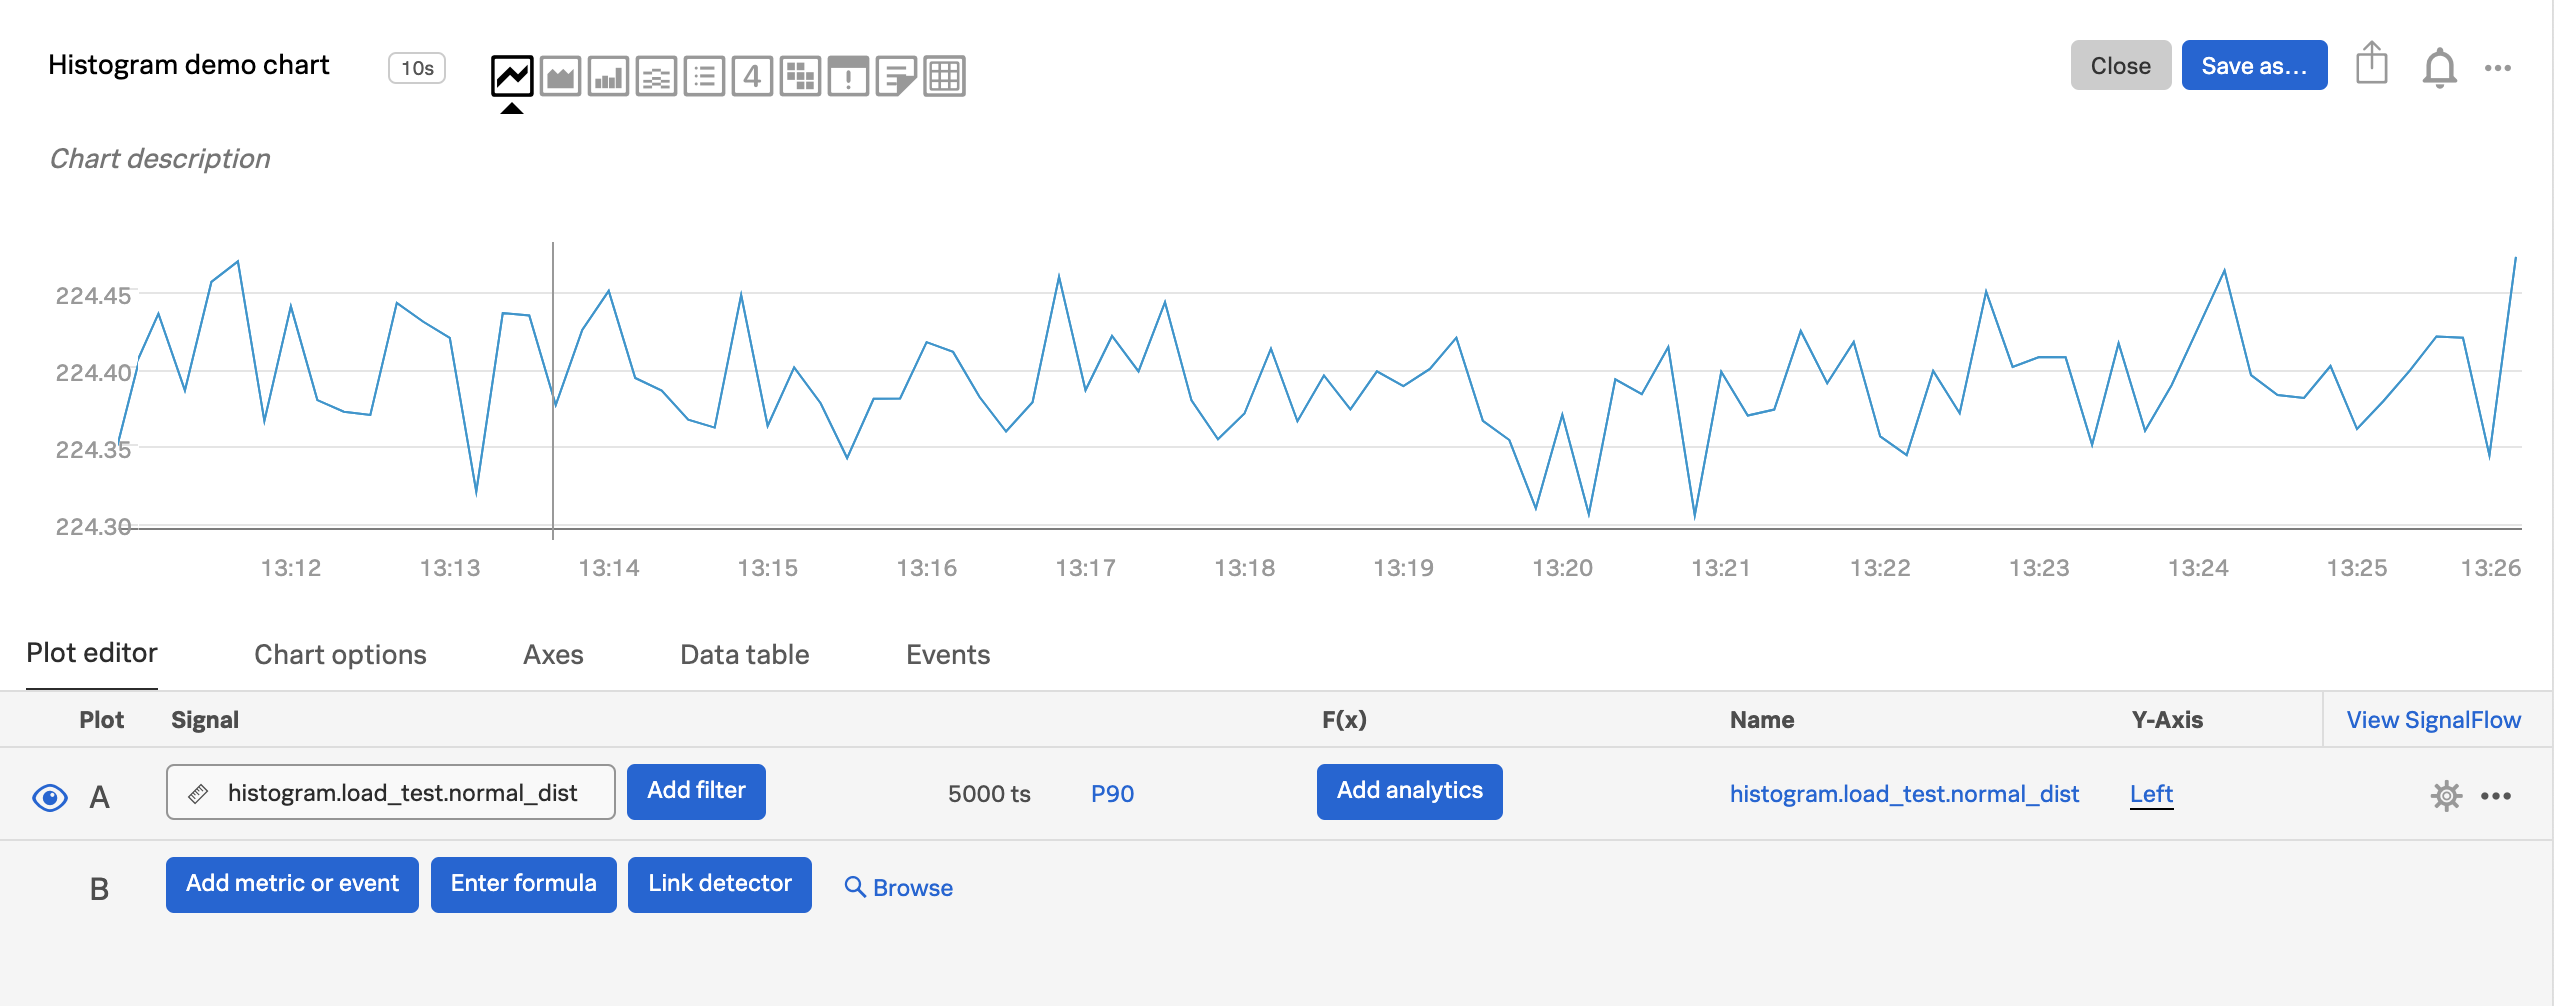 Histogram demo chart 10s 4 Close Save as...
Chart description
224.45
224.40
224.35
224.30
13:12 13:13 13:14 13:15 13:16 13:17 13:18 13:19 13:20 13:21 13:22 13:23 13:24 13:25 13:26
Plot editor Chart options Axes Data table Events
Plot Signal F(x) Name Y-Axis View SignalFlow
A histogram.load_test.normal_dist Add filter 5000 ts P90 Add analytics histogram.load_test.normal_dist Left
B Add metric or event Enter formula Link detector Browse